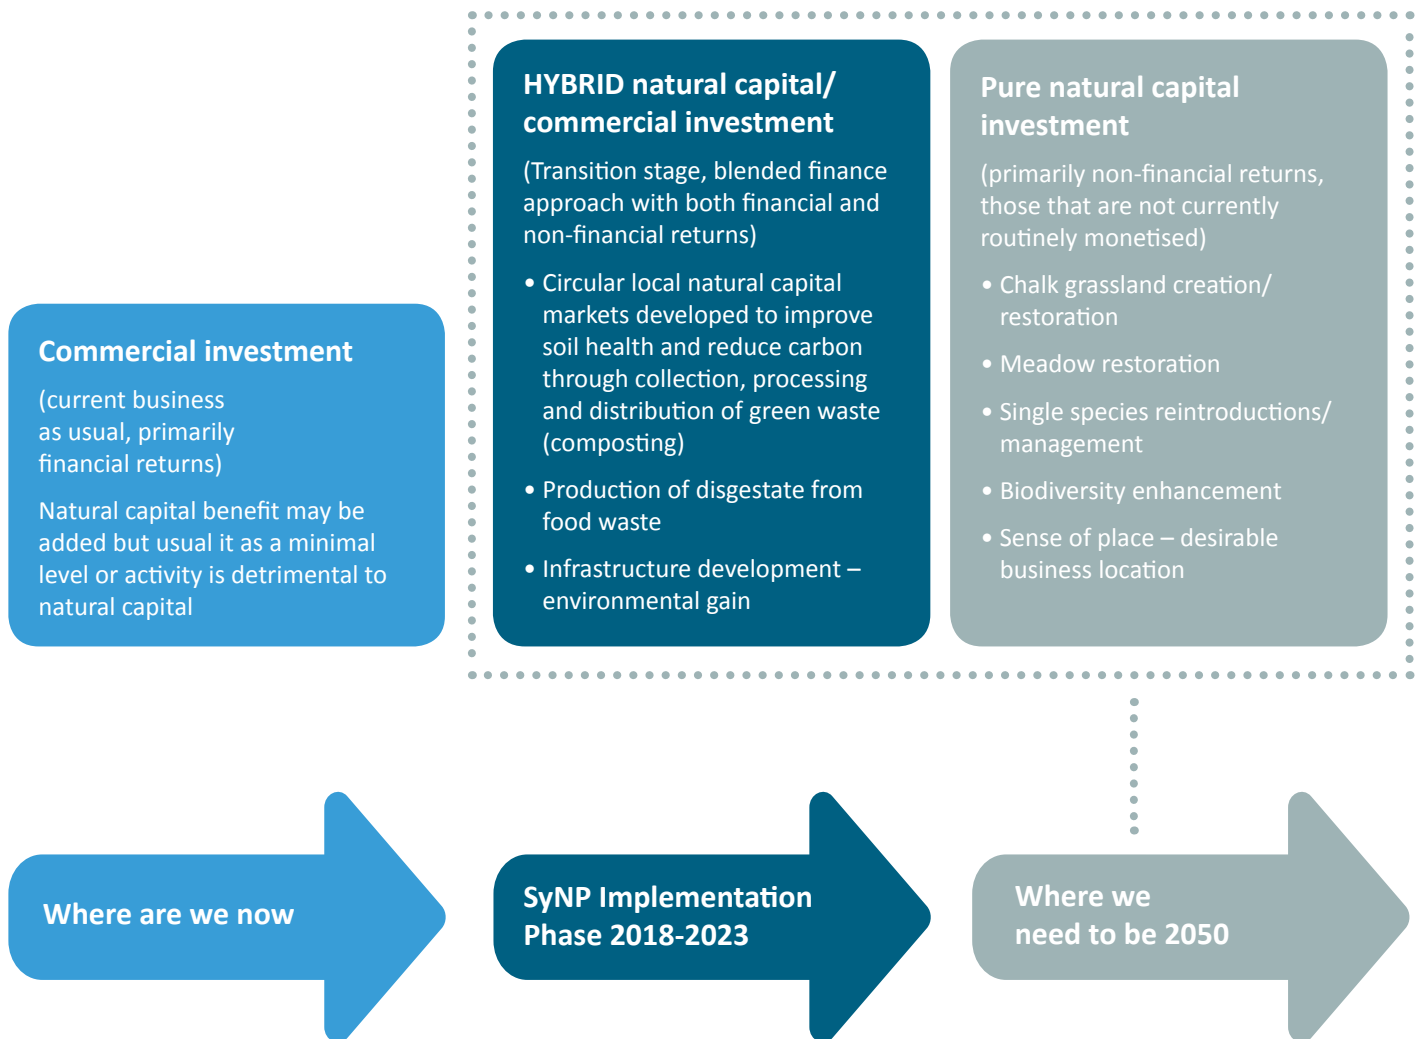 Commercial investment
(current business
as usual, primarily
financial returns)
Natural capital benefit may be
added but usual it as a minimal
level or activity is detrimental to
natural capital
HYBRID natural capital/
commercial investment
(Transition stage, blended finance
approach with both financial and
non-financial returns)
• Circular local natural capital
markets developed to improve
soil health and reduce carbon
through collection, processing
and distribution of green waste
(composting)
• Production of disgestate from
food waste
• Infrastructure development –
environmental gain
Pure natural capital
investment
(primarily non-financial returns,
those that are not currently
routinely monetised)
• Chalk grassland creation/
restoration
• Meadow restoration
• Single species reintroductions/
management
• Biodiversity enhancement
• Sense of place – desirable
business location
Where are we now
SyNP Implementation
Phase 2018-2023
Where we
need to be 2050